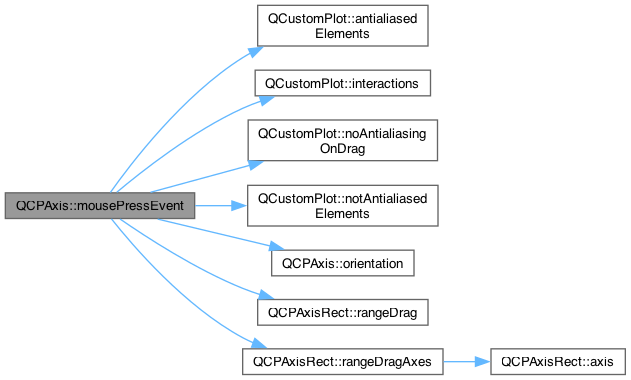 QCustomPlot::antialiased
Elements
QCustomPlot::interactions
QCustomPlot::noAntialiasing
OnDrag
QCPAxis::mousePressEvent
QCustomPlot::notAntialiased
Elements
QCPAxis::orientation
QCPAxisRect::rangeDrag
QCPAxisRect::rangeDragAxes
QCPAxisRect::axis